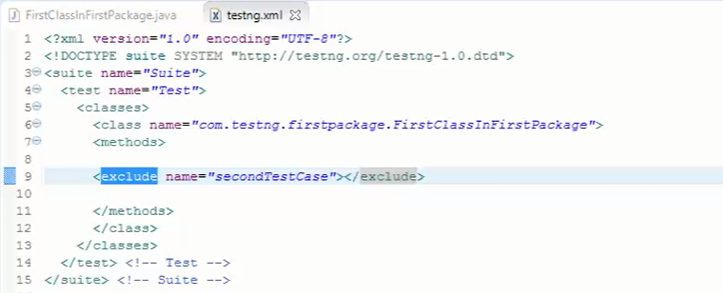 FirstClassInFirstPackage.java testng.xml
1 <?xml version="1.0" encoding="UTF-8"?>
2 <!DOCTYPE suite SYSTEM "http://testng.org/testng-1.0.dtd">
3 <suite name="Suite">
4 <test name="Test">
5 <classes>
6 <class name="com.testng.firstpackage.FirstClassInFirstPackage">
7 <methods>
8
9 <exclude name="secondTestCase"></exclude>
10
11 </methods>
12 </class>
13 </classes>
14 </test> <!-- Test -->
15 </suite> <!-- Suite -->